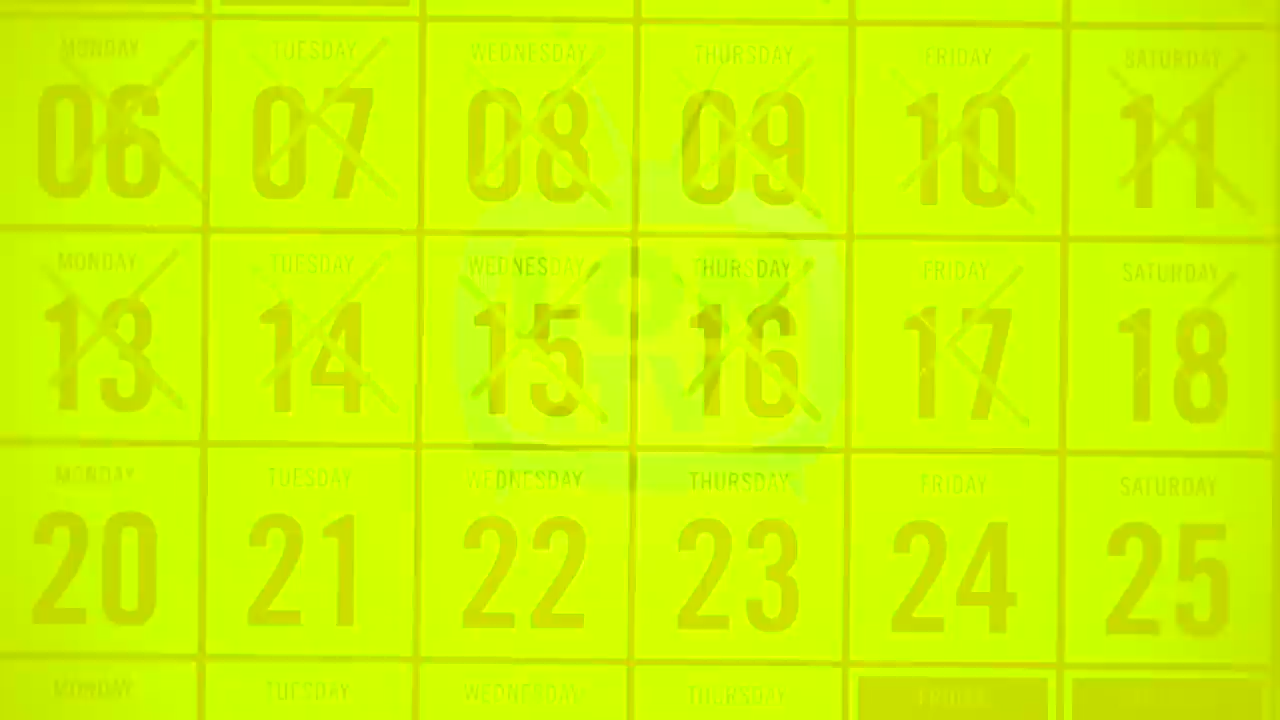 MONDAY TUESDAY WEDNESDAY THURSDAY FRIDAY SATURDAY
06 07 08 09 10 11
MONDAY TUESDAY WEDNESDAY THURSDAY FRIDAY SATURDAY
13 14 15 16 17 18
MONDAY TUESDAY WEDNESDAY THURSDAY FRIDAY SATURDAY
20 21 22 23 24 25
MONDAY TUESDAY WEDNESDAY THURSDAY FRIDAY